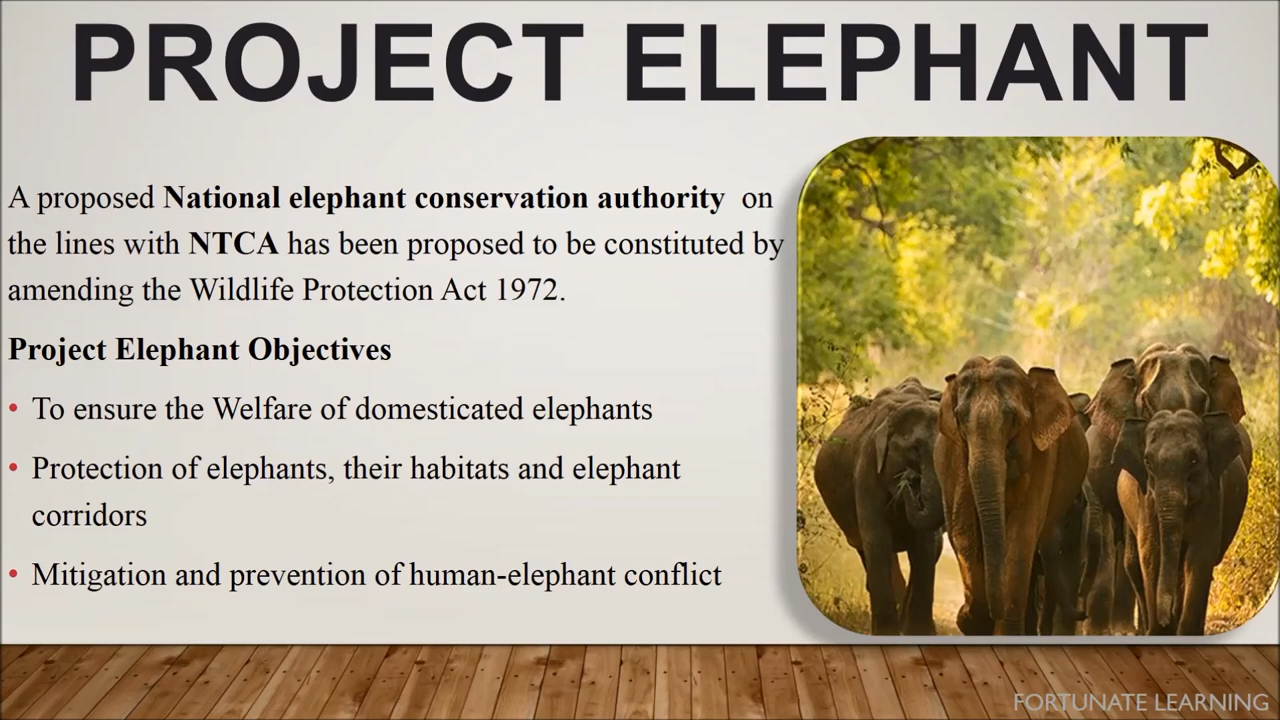 PROJECT ELEPHANT
A proposed National elephant conservation authority on
the lines with NTCA has been proposed to be constituted by
amending the Wildlife Protection Act 1972.
Project Elephant Objectives
• To ensure the Welfare of domesticated elephants
• Protection of elephants, their habitats and elephant
corridors
• Mitigation and prevention of human-elephant conflict
FORTUNATE LEARNING